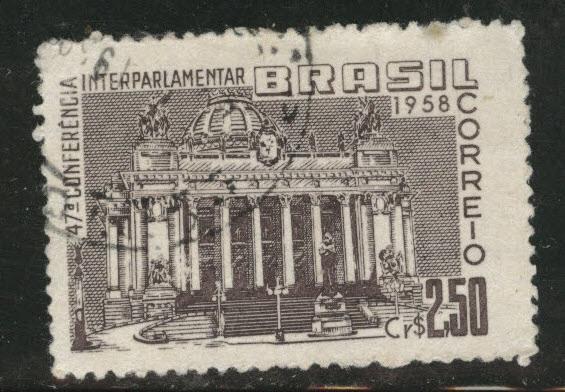 47ª CONFERÊNCIA
INTERPARLAMENTAR
BRASIL
1958
CORREIO
Cr$2,50